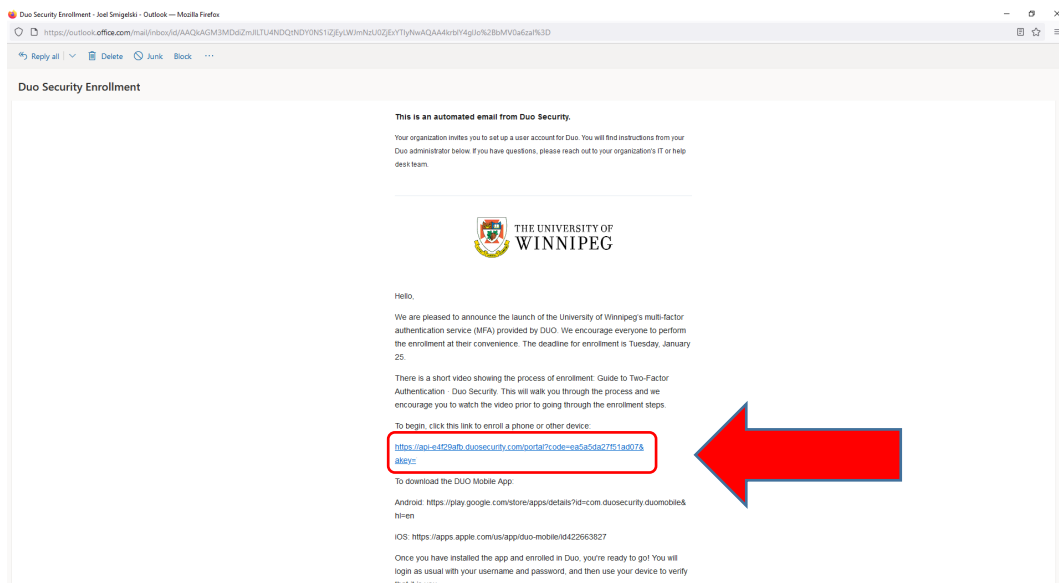 Duo Security Enrollment - Joel Smigelski - Outlook — Mozilla Firefox
Reply all Delete Junk Block ...
Duo Security Enrollment
This is an automated email from Duo Security.
Your organization invites you to set up a user account for Duo. You will find instructions from your
Duo administrator below. If you have questions, please reach out to your organization's IT or help
desk team.
THE UNIVERSITY OF
WINNIPEG
Hello,
We are pleased to announce the launch of the University of Winnipeg's multi-factor
authentication service (MFA) provided by DUO. We encourage everyone to perform
the enrollment at their convenience. The deadline for enrollment is Tuesday, January
25.
There is a short video showing the process of enrollment: Guide to Two-Factor
Authentication · Duo Security. This will walk you through the process and we
encourage you to watch the video prior to going through the enrollment steps.
To begin, click this link to enroll a phone or other device:
https://api-e4f29afb.duosecurity.com/portal?code=ea5a5da27f51ad07&
akey=
To download the DUO Mobile App:
Android: https://play.google.com/store/apps/details?id=com.duosecurity.duomobile&
hl=en
iOS: https://apps.apple.com/us/app/duo-mobile/id422663827
Once you have installed the app and enrolled in Duo, you're ready to go! You will
login as usual with your username and password, and then use your device to verify